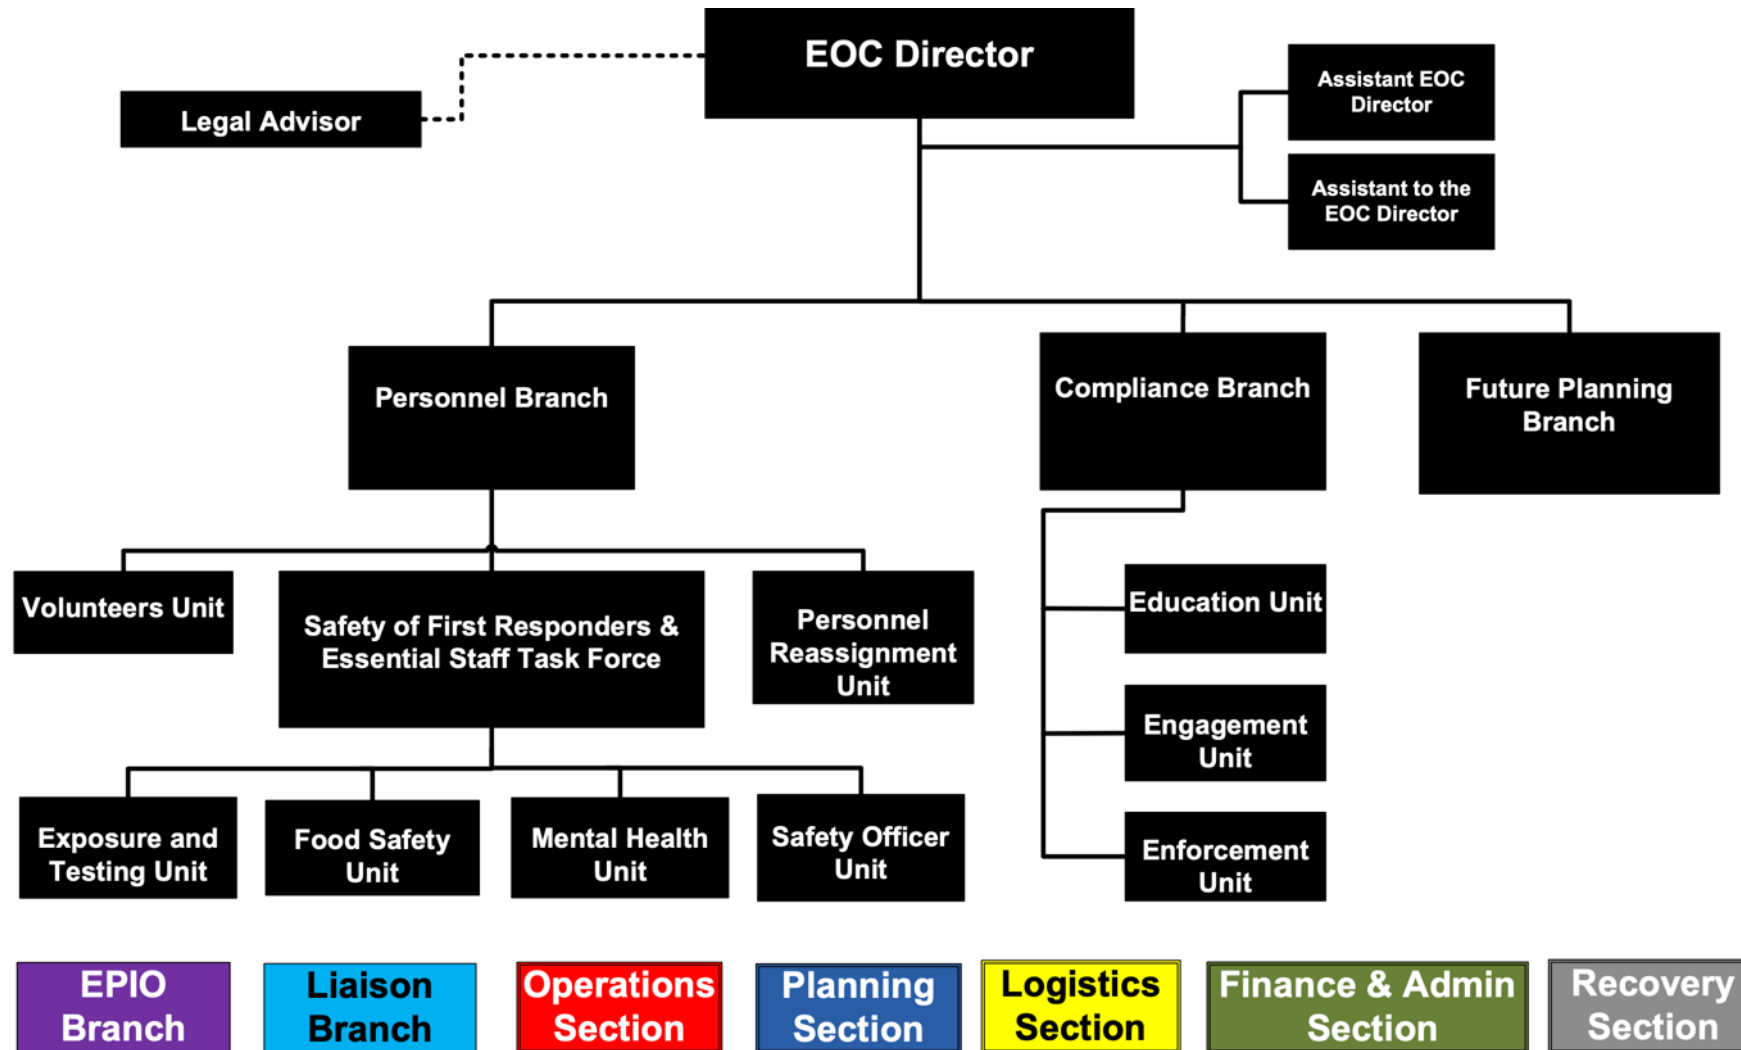 EOC Director
Assistant EOC
Director
Legal Advisor
Assistant to the
EOC Director
Personnel Branch
Compliance Branch
Future Planning
Branch
Volunteers Unit
Safety of First Responders &
Essential Staff Task Force
Personnel
Reassignment
Unit
Education Unit
Engagement
Unit
Exposure and
Testing Unit
Food Safety
Unit
Mental Health
Unit
Safety Officer
Unit
Enforcement
Unit
EPIO
Branch
Liaison
Branch
Operations
Section
Planning
Section
Logistics
Section
Finance & Admin
Section
Recovery
Section